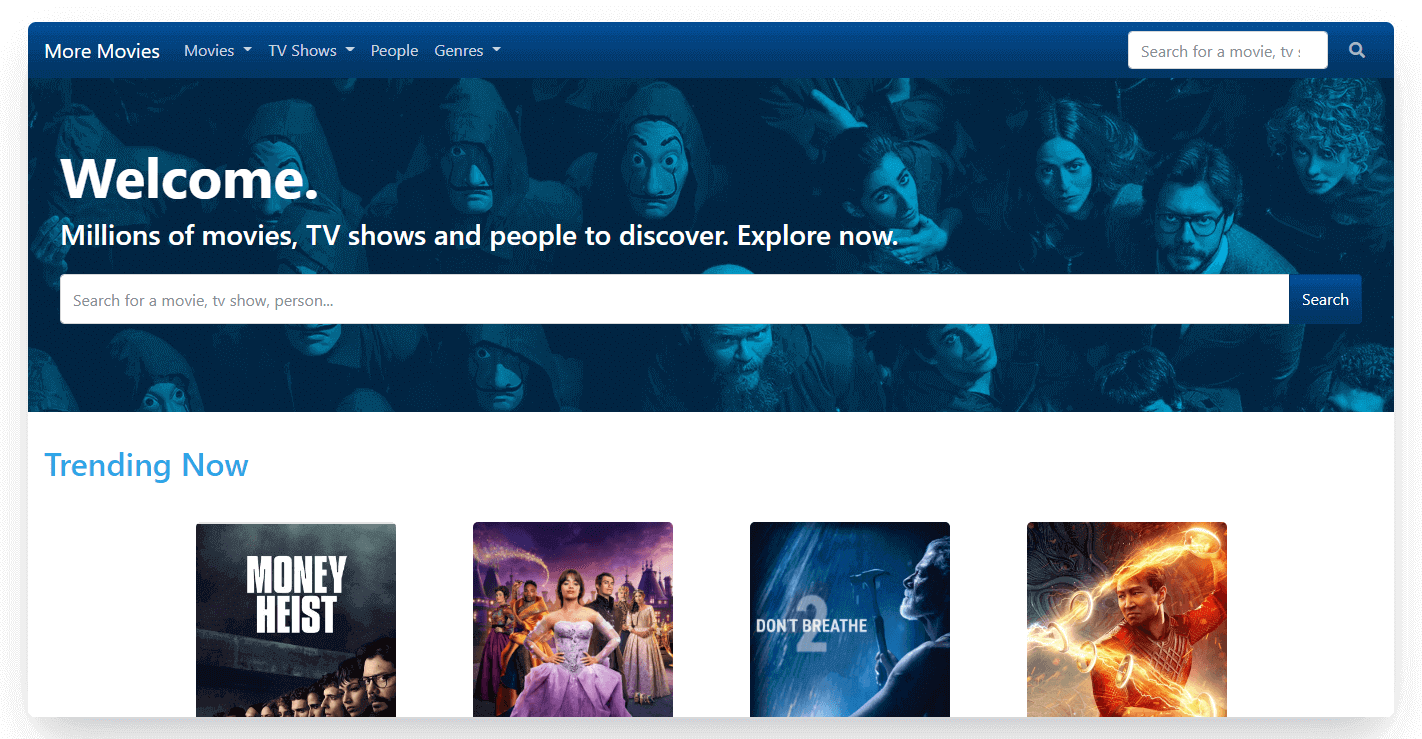 More Movies Movies TV Shows People Genres Search for a movie, tv s
Welcome.
Millions of movies, TV shows and people to discover. Explore now.
Search for a movie, tv show, person... Search
Trending Now
MONEY
HEIST
2
DON'T BREATHE